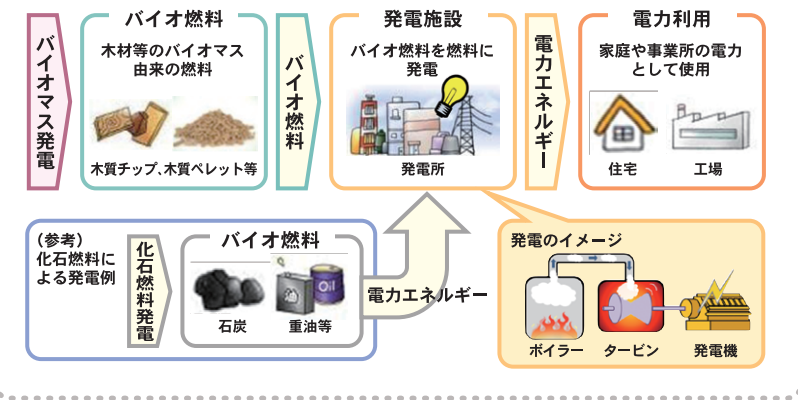 バイオマス発電
バイオ燃料
木材等のバイオマス
由来の燃料
木質チップ、木質ペレット等
バイオ燃料
発電施設
バイオ燃料を燃料に
発電
発電所
電力エネルギー
電力利用
家庭や事業所の電力
として使用
住宅
工場
（参考）
化石燃料に
よる発電例
化石燃料発電
バイオ燃料
石炭
Oil
重油等
電力エネルギー
発電のイメージ
ボイラー
タービン
発電機